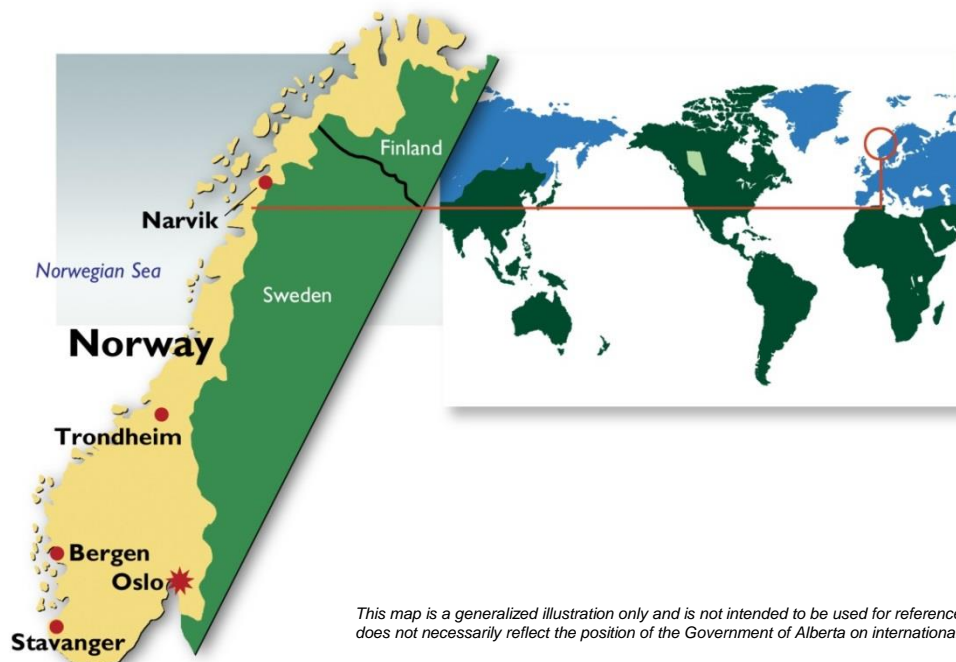 Finland
Narvik
Norwegian Sea
Sweden
Norway
Trondheim
Bergen
Oslo
Stavanger
This map is a generalized illustration only and is not intended to be used for reference
does not necessarily reflect the position of the Government of Alberta on internationa